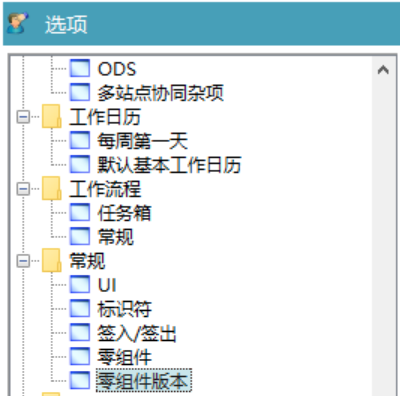 选项
ODS
多站点协同杂项
工作日历
每周第一天
默认基本工作日历
工作流程
任务箱
常规
常规
UI
标识符
签入/签出
零组件
零组件版本